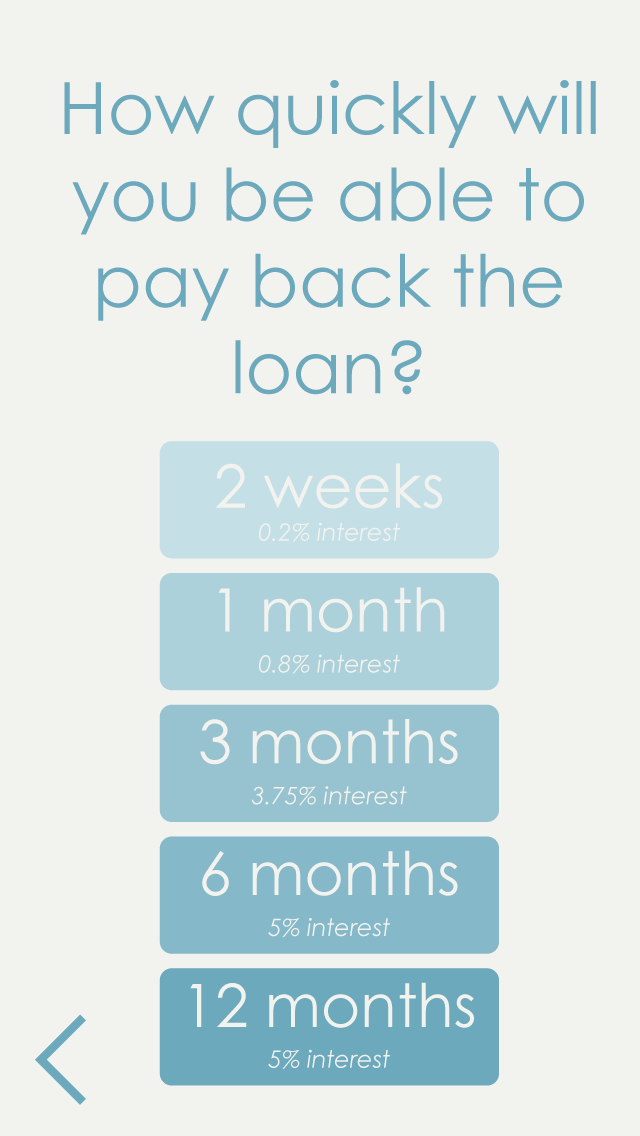 How quickly will
you be able to
pay back the
loan?
2 weeks
0.2% interest
1 month
0.8% interest
3 months
3.75% interest
6 months
5% interest
12 months
5% interest